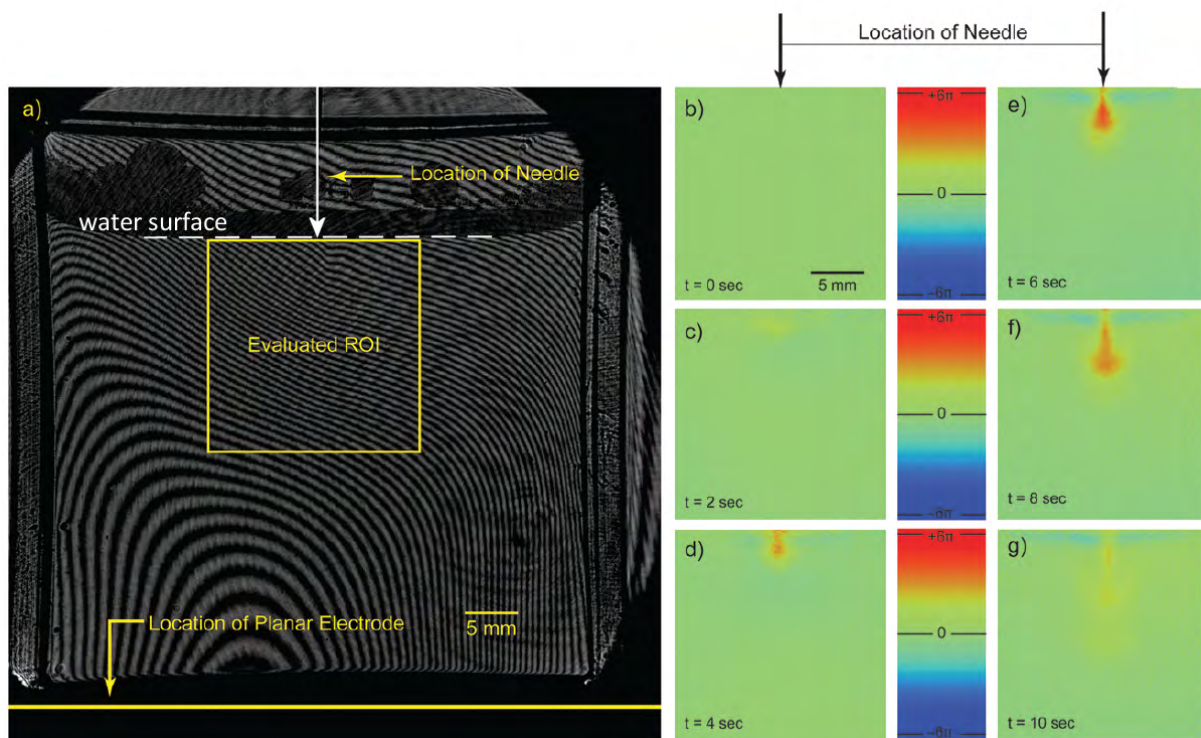 Location of Needle
a)
Location of Needle
water surface
Evaluated ROI
5 mm
Location of Planar Electrode
b)
t = 0 sec
5 mm
+6π
0
−6π
e)
t = 6 sec
c)
t = 2 sec
+6π
0
−6π
f)
t = 8 sec
d)
t = 4 sec
+6π
0
−6π
g)
t = 10 sec